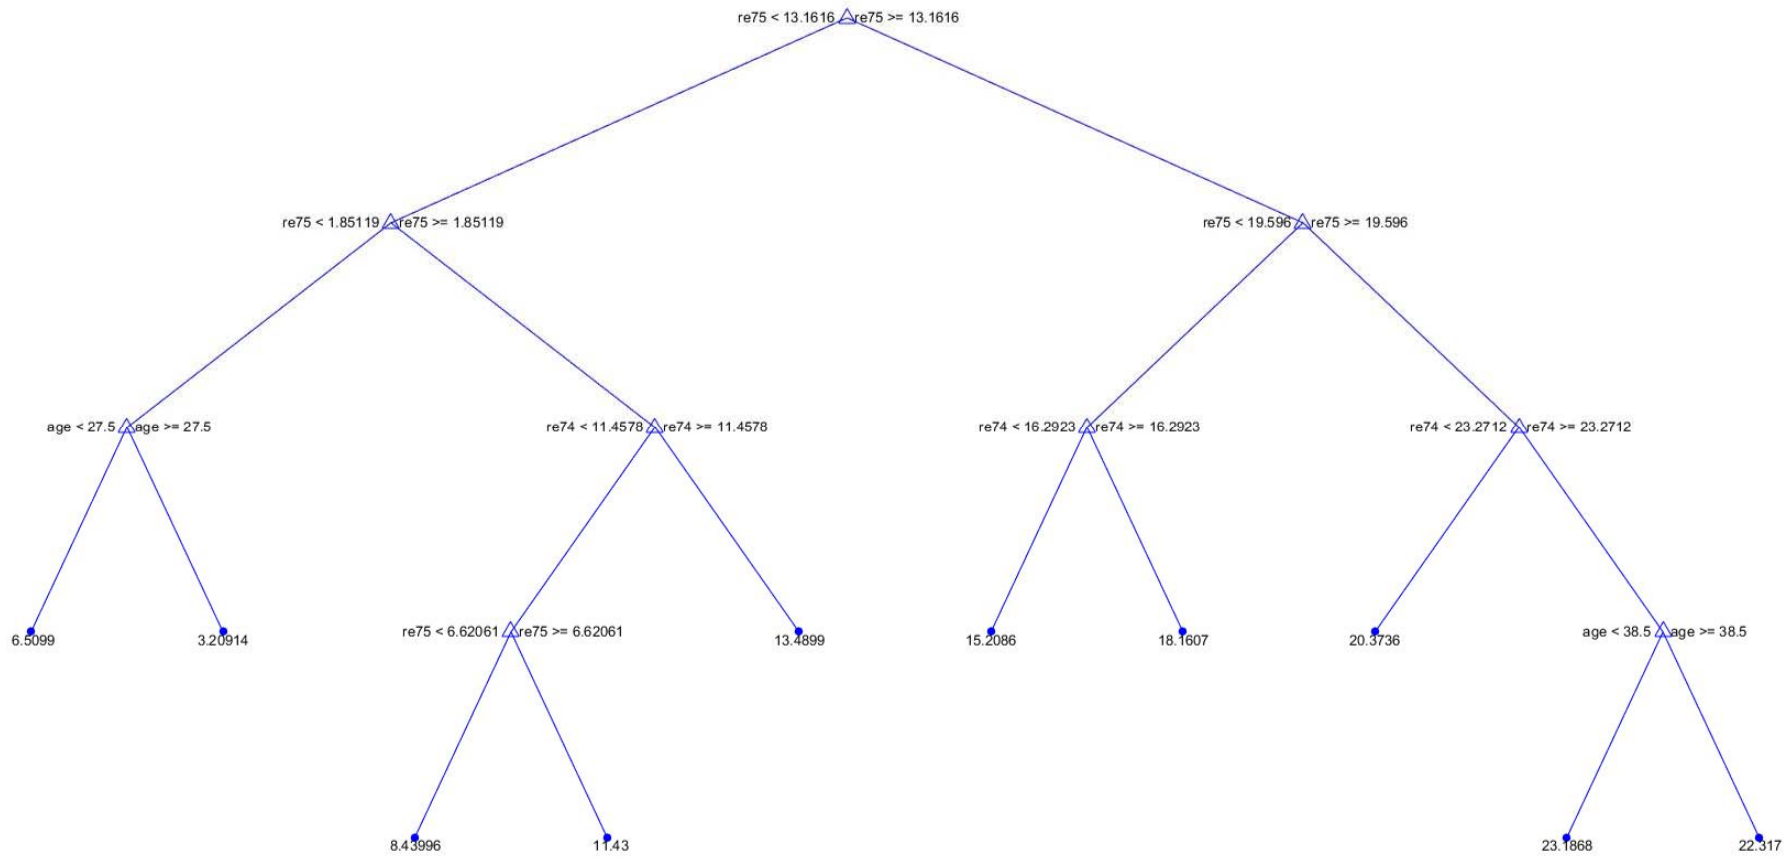 re75 < 13.1616 re75 >= 13.1616
re75 < 1.85119 re75 >= 1.85119 re75 < 19.596 re75 >= 19.596
age < 27.5 age >= 27.5 re74 < 11.4578 re74 >= 11.4578 re74 < 16.2923 re74 >= 16.2923 re74 < 23.2712 re74 >= 23.2712
6.5099 3.20914 re75 < 6.62061 re75 >= 6.62061 13.4899 15.2086 18.1607 20.3736 age < 38.5 age >= 38.5
8.43996 11.43 23.1868 22.317